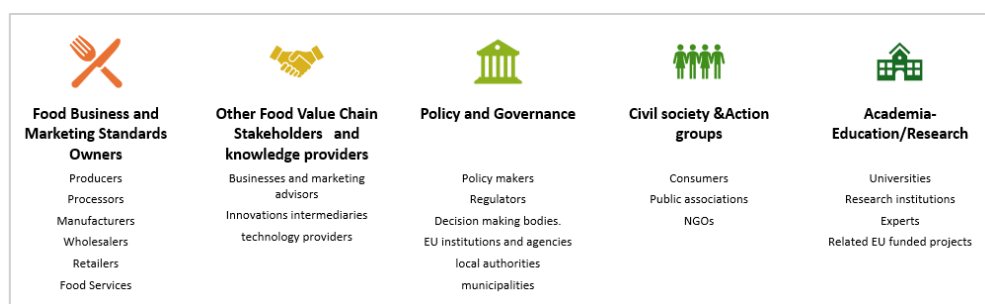 Food Business and
Marketing Standards
Owners
Producers
Processors
Manufacturers
Wholesalers
Retailers
Food Services
Other Food Value Chain
Stakeholders and
knowledge providers
Businesses and marketing
advisors
Innovations intermediaries
technology providers
Policy and Governance
Policy makers
Regulators
Decision making bodies.
EU institutions and agencies
local authorities
municipalities
Civil society &Action
groups
Consumers
Public associations
NGOs
Academia-
Education/Research
Universities
Research institutions
Experts
Related EU funded projects